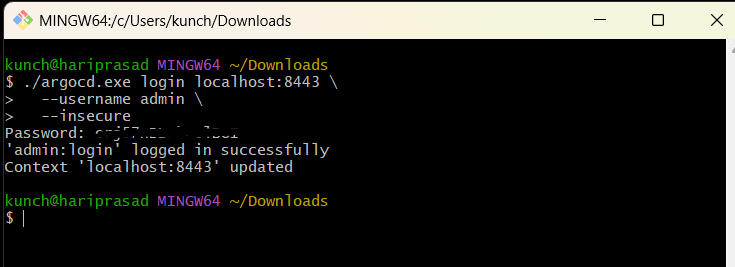 MINGW64:/c/Users/kunch/Downloads
kunch@hariprasad MINGW64 ~/Downloads
$ ./argocd.exe login localhost:8443 \
>   --username admin \
>   --insecure
Password:
'admin:login' logged in successfully
Context 'localhost:8443' updated
kunch@hariprasad MINGW64 ~/Downloads
$